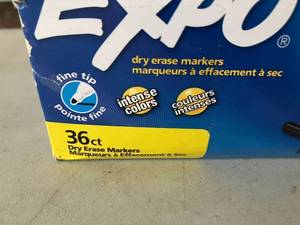 EXPO®
dry erase markers
marqueurs à effacement à sec
fine tip
pointe fine
intense
colors
couleurs
intenses
36ct
Dry Erase Markers
Marqueurs à Effacement à Sec